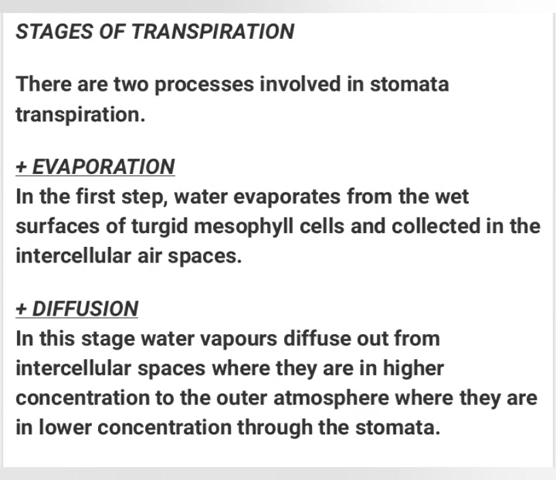 STAGES OF TRANSPIRATION
There are two processes involved in stomata
transpiration.
+ EVAPORATION
In the first step, water evaporates from the wet
surfaces of turgid mesophyll cells and collected in the
intercellular air spaces.
+ DIFFUSION
In this stage water vapours diffuse out from
intercellular spaces where they are in higher
concentration to the outer atmosphere where they are
in lower concentration through the stomata.